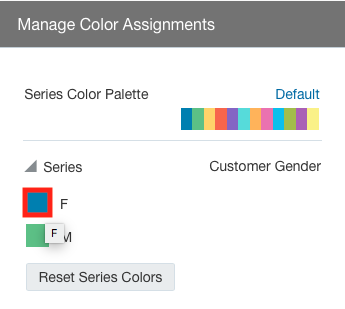 Manage Color Assignments
Series Color Palette Default
Series Customer Gender
F
F
M
Reset Series Colors